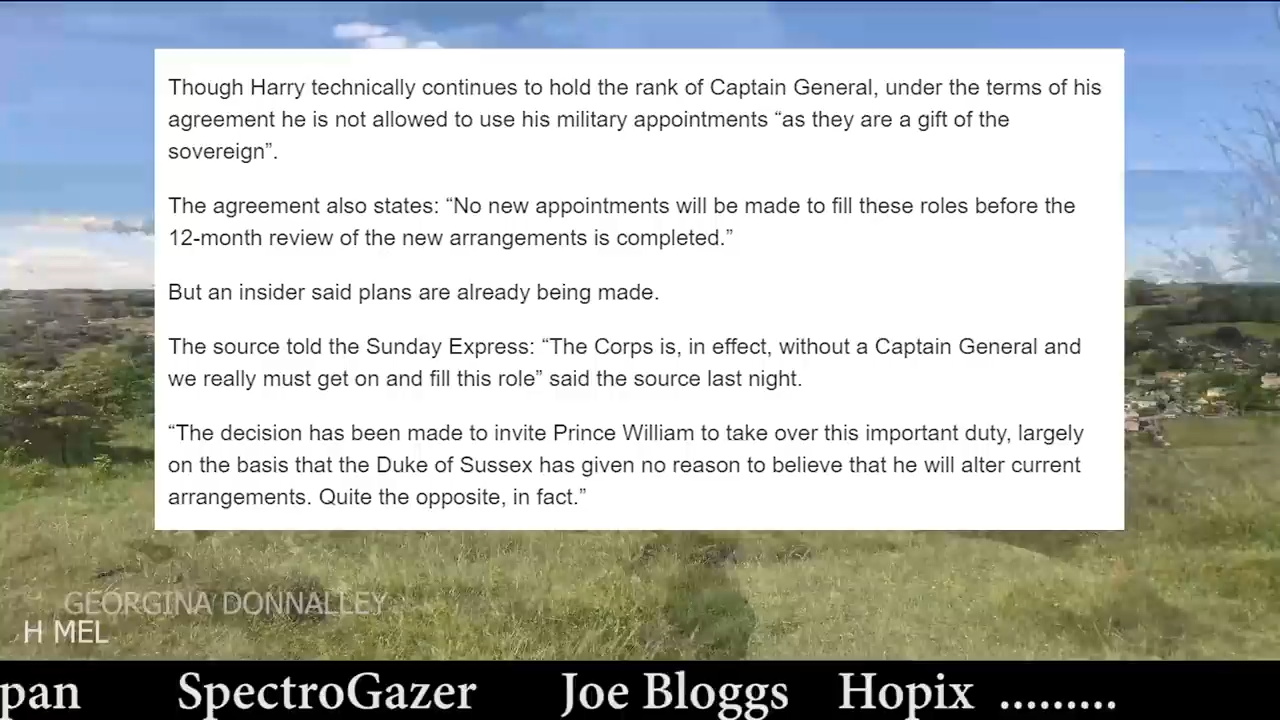 Though Harry technically continues to hold the rank of Captain General, under the terms of his
agreement he is not allowed to use his military appointments “as they are a gift of the
sovereign”.
The agreement also states: “No new appointments will be made to fill these roles before the
12-month review of the new arrangements is completed.”
But an insider said plans are already being made.
The source told the Sunday Express: “The Corps is, in effect, without a Captain General and
we really must get on and fill this role” said the source last night.
“The decision has been made to invite Prince William to take over this important duty, largely
on the basis that the Duke of Sussex has given no reason to believe that he will alter current
arrangements. Quite the opposite, in fact.”
GEORGINA DONNALLEY
H MEL
pan SpectroGazer Joe Bloggs Hopix .........